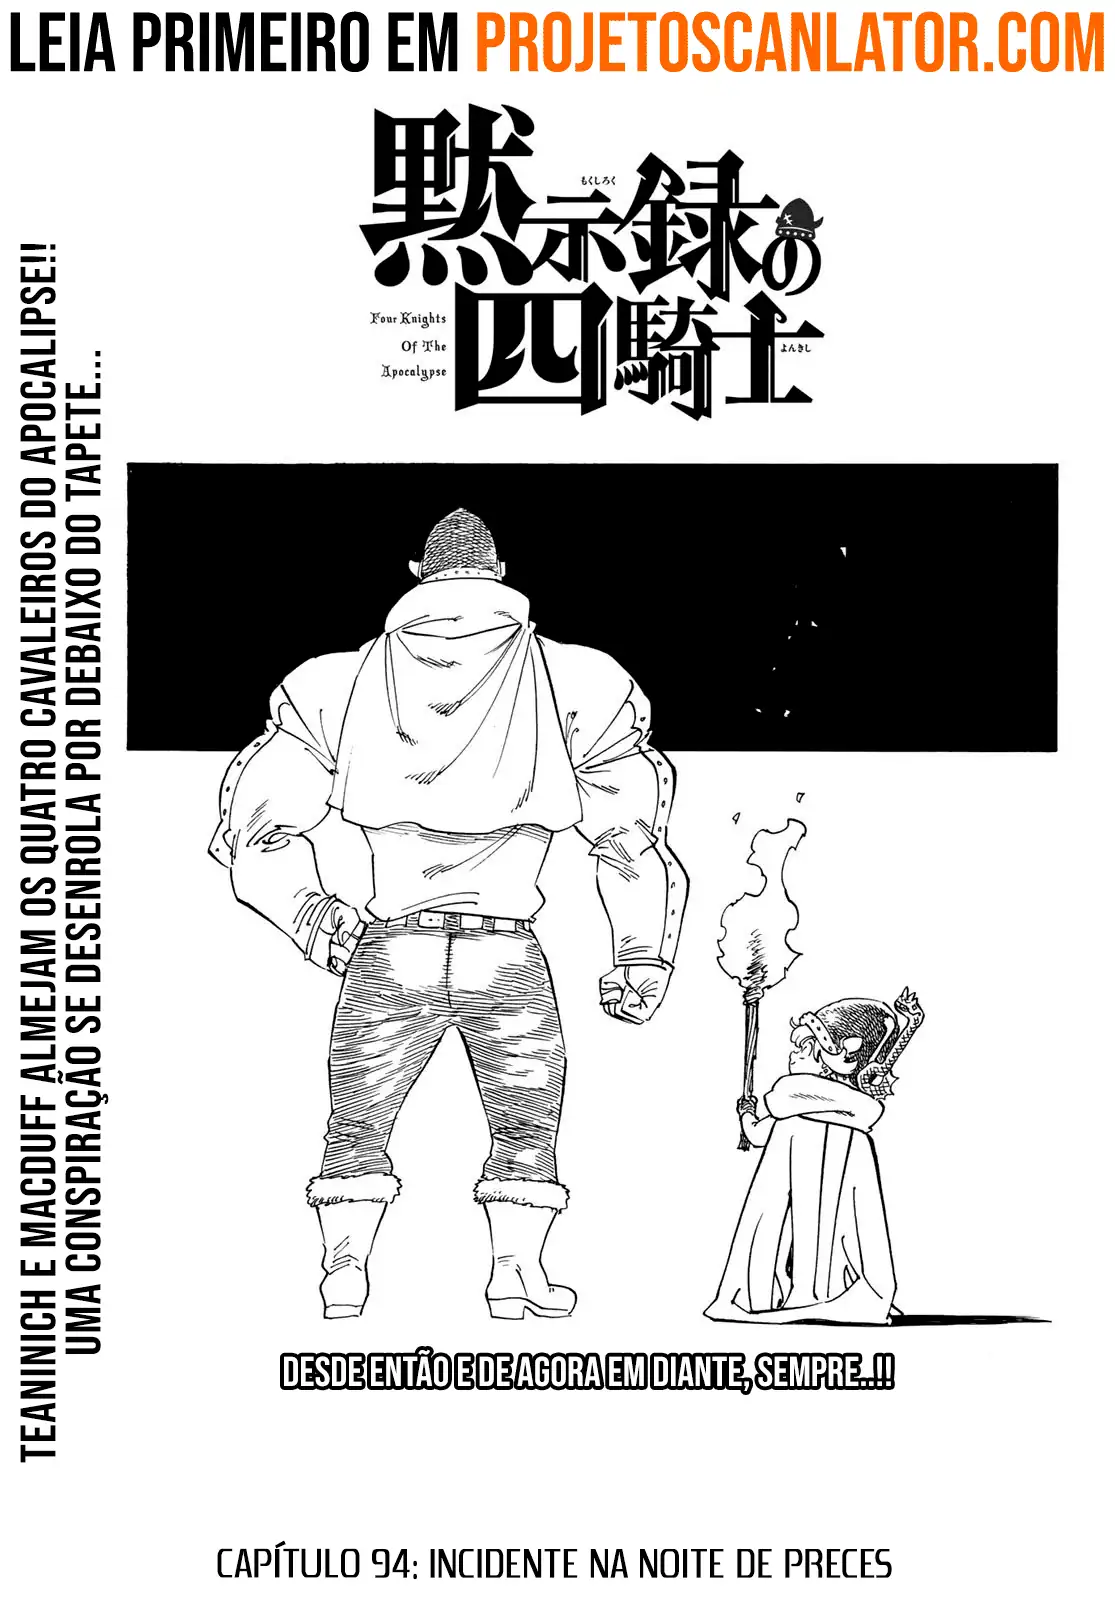 LEIA PRIMEIRO EM PROJETOSCANLATOR.COM
黙示録の
もくしろく
四騎士
よんきし
Four Knights
Of The
Apocalypse
TEANINICH E MACDUFF ALMEJAM OS QUATRO CAVALEIROS DO APOCALIPSE!!
UMA CONSPIRAÇÃO SE DESENROLA POR DEBAIXO DO TAPETE...
DESDE ENTÃO E DE AGORA EM DIANTE, SEMPRE..!!
CAPÍTULO 94: INCIDENTE NA NOITE DE PRECES